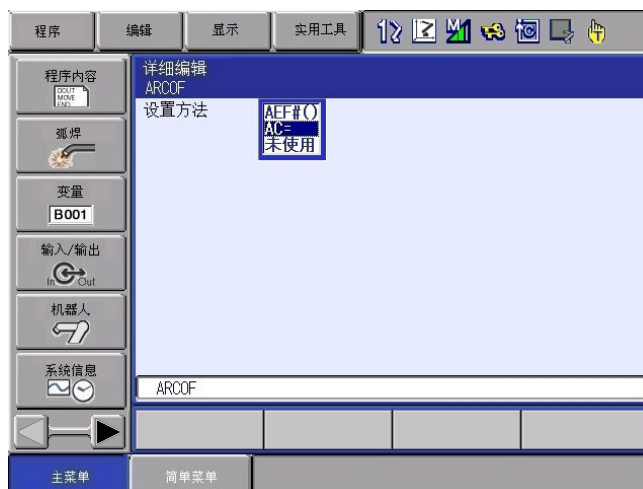 程序 编辑 显示 实用工具
程序内容
DOUT
MOVE
END
弧焊
变量
B001
输入/输出
In Out
机器人
系统信息
详细编辑
ARCOF
设置方法
AEF#()
AC=
未使用
ARCOF
主菜单 简单菜单